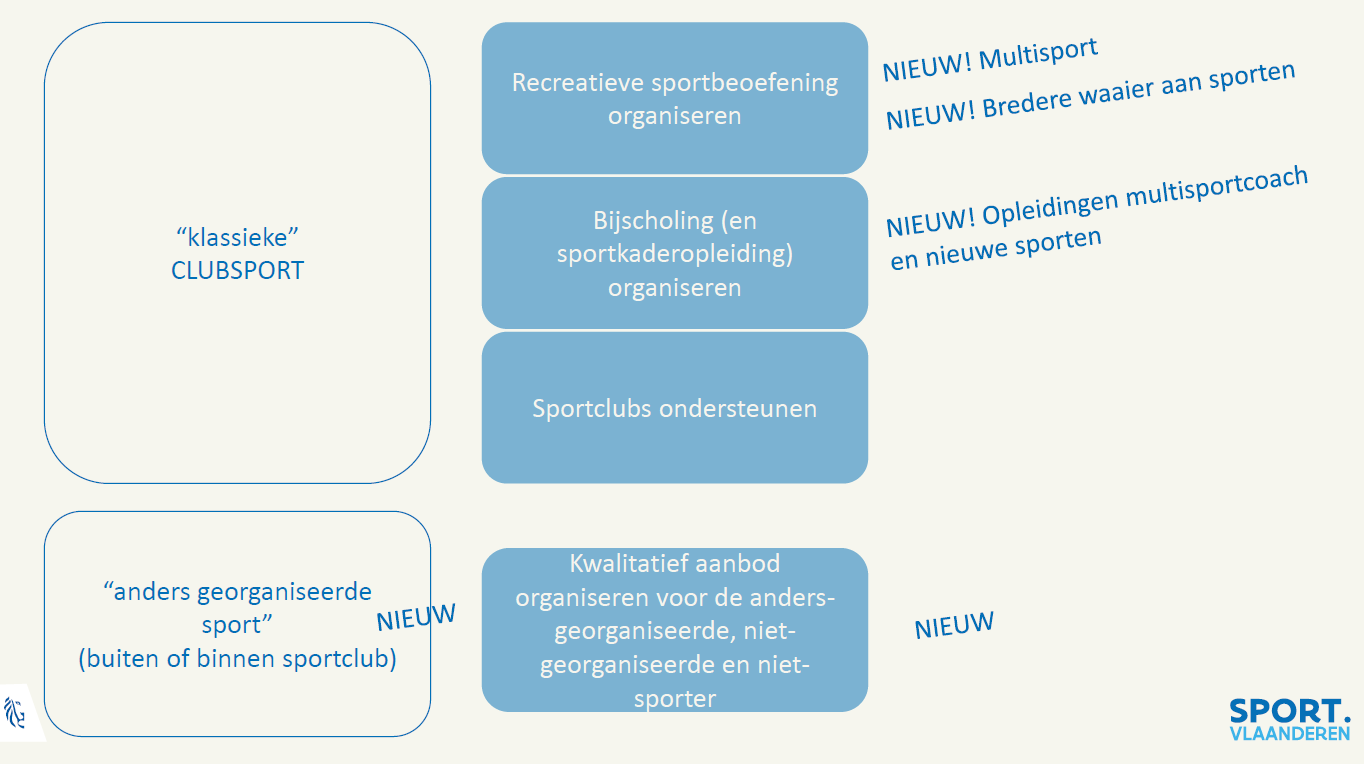 “klassieke”
CLUBSPORT
Recreatieve sportbeoefening
organiseren
NIEUW! Multisport
NIEUW! Bredere waaier aan sporten
Bijscholing (en
sportkaderopleiding)
organiseren
NIEUW! Opleidingen multisportcoach
en nieuwe sporten
Sportclubs ondersteunen
“anders georganiseerde
sport”
(buiten of binnen sportclub)
NIEUW
Kwalitatief aanbod
organiseren voor de anders-
georganiseerde, niet-
georganiseerde en niet-
sporter
NIEUW
SPORT.
VLAANDEREN